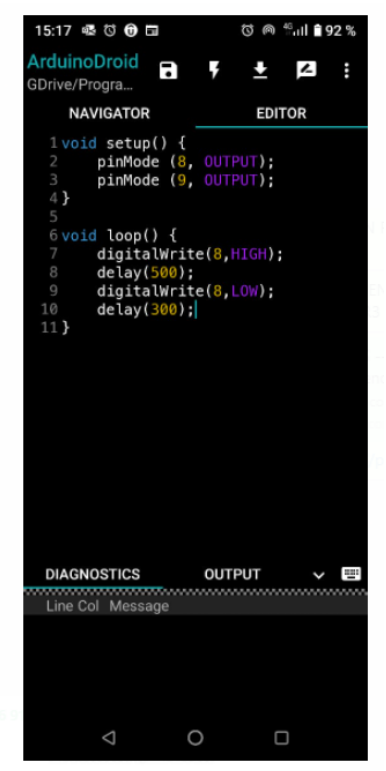 15:17 4G 92 %
ArduinoDroid
GDrive/Progra...
NAVIGATOR EDITOR
1 void setup() {
2     pinMode (8, OUTPUT);
3     pinMode (9, OUTPUT);
4 }
5
6 void loop() {
7     digitalWrite(8,HIGH);
8     delay(500);
9     digitalWrite(8,LOW);
10     delay(300);
11 }
DIAGNOSTICS OUTPUT
Line Col Message